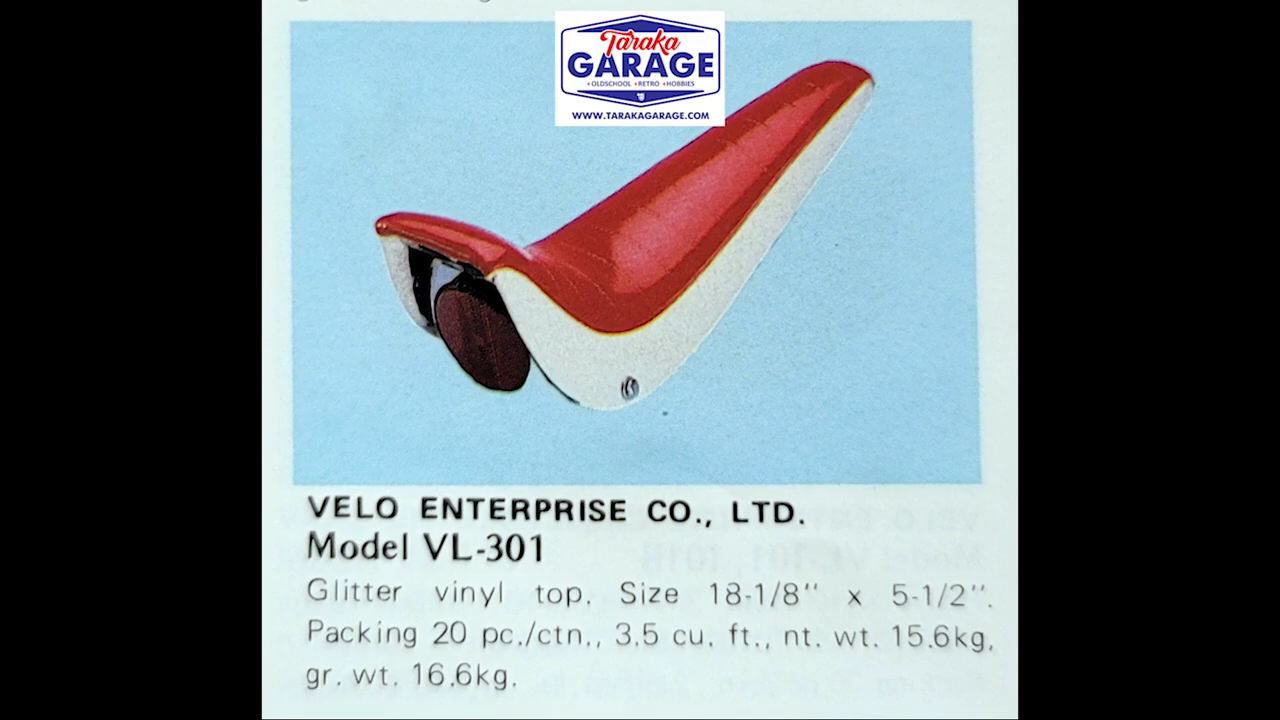 Taraka
GARAGE
•OLDSCHOOL •RETRO •HOBBIES
WWW.TARAKAGARAGE.COM
VELO ENTERPRISE CO., LTD.
Model VL-301
Glitter vinyl top. Size 18-1/8" x 5-1/2".
Packing 20 pc./ctn., 3.5 cu. ft., nt. wt. 15.6kg,
gr. wt. 16.6kg.